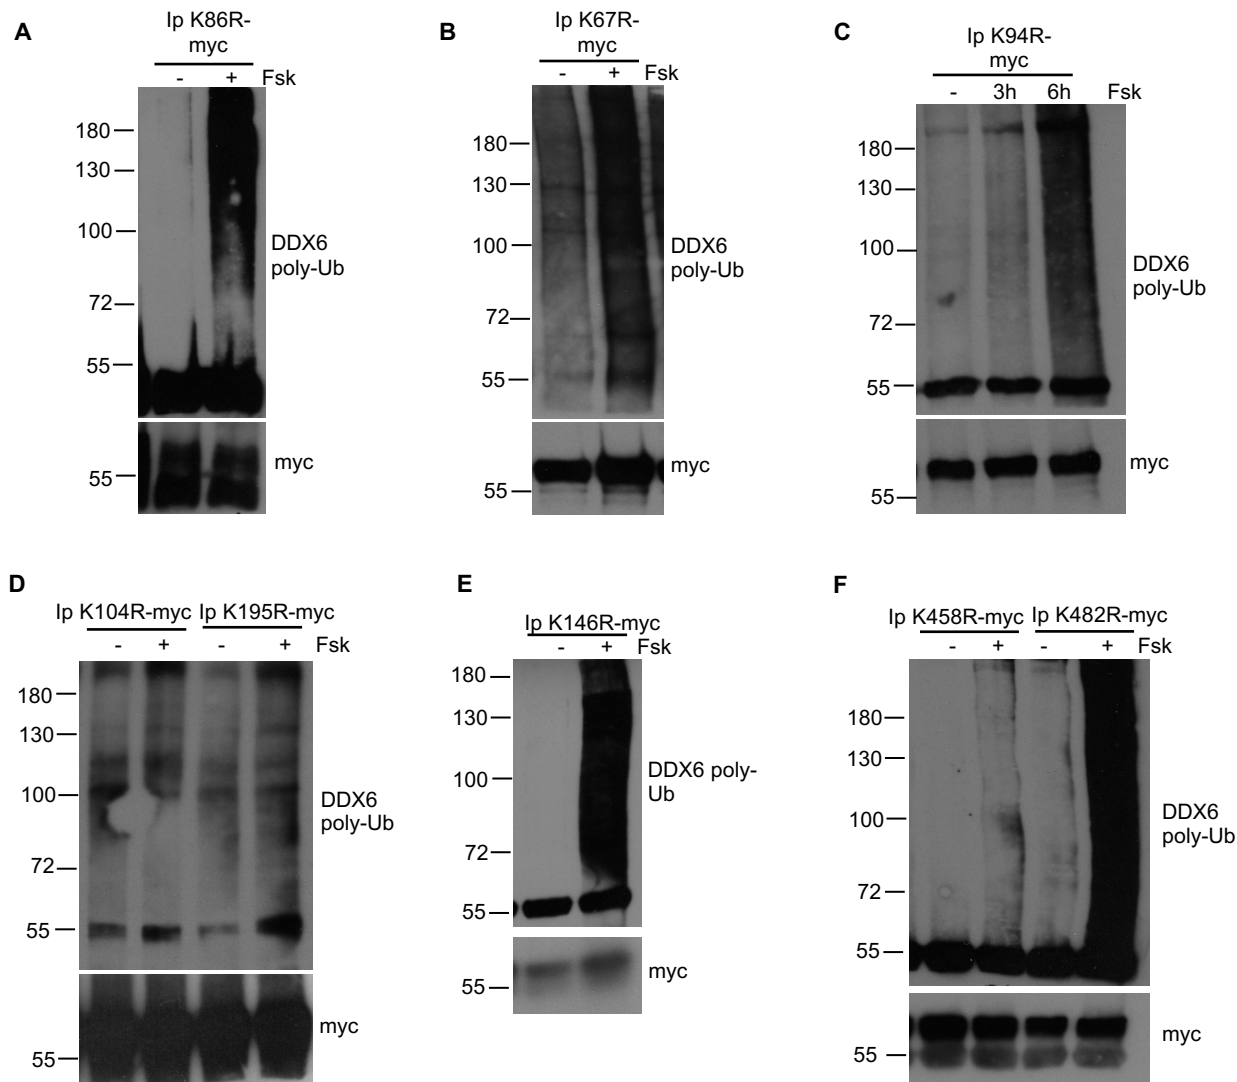 A
Ip K86R-
myc
- + Fsk
180
130
100
72
55
DDX6
poly-Ub
55
myc
B
Ip K67R-
myc
- + Fsk
180
130
100
72
55
DDX6
poly-Ub
55
myc
C
Ip K94R-
myc
- 3h 6h Fsk
180
130
100
72
55
DDX6
poly-Ub
55
myc
D
Ip K104R-myc Ip K195R-myc
- + - + Fsk
180
130
100
72
55
DDX6
poly-Ub
55
myc
E
Ip K146R-myc
- + Fsk
180
130
100
72
55
DDX6 poly-
Ub
55
myc
F
Ip K458R-myc Ip K482R-myc
- + - + Fsk
180
130
100
72
55
DDX6
poly-Ub
55
myc